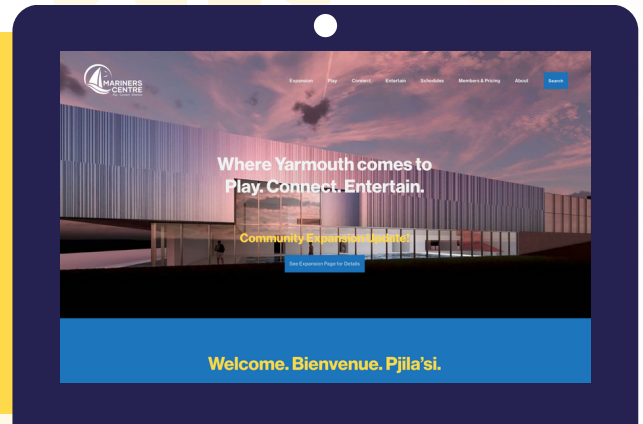 MARINERS
CENTRE
Expansion Play Connect Entertain Schedules Members & Pricing About Search
Where Yarmouth comes to
Play. Connect. Entertain.
Community Expansion Update!
See Expansion Page for Details
Welcome. Bienvenue. Pjila'si.